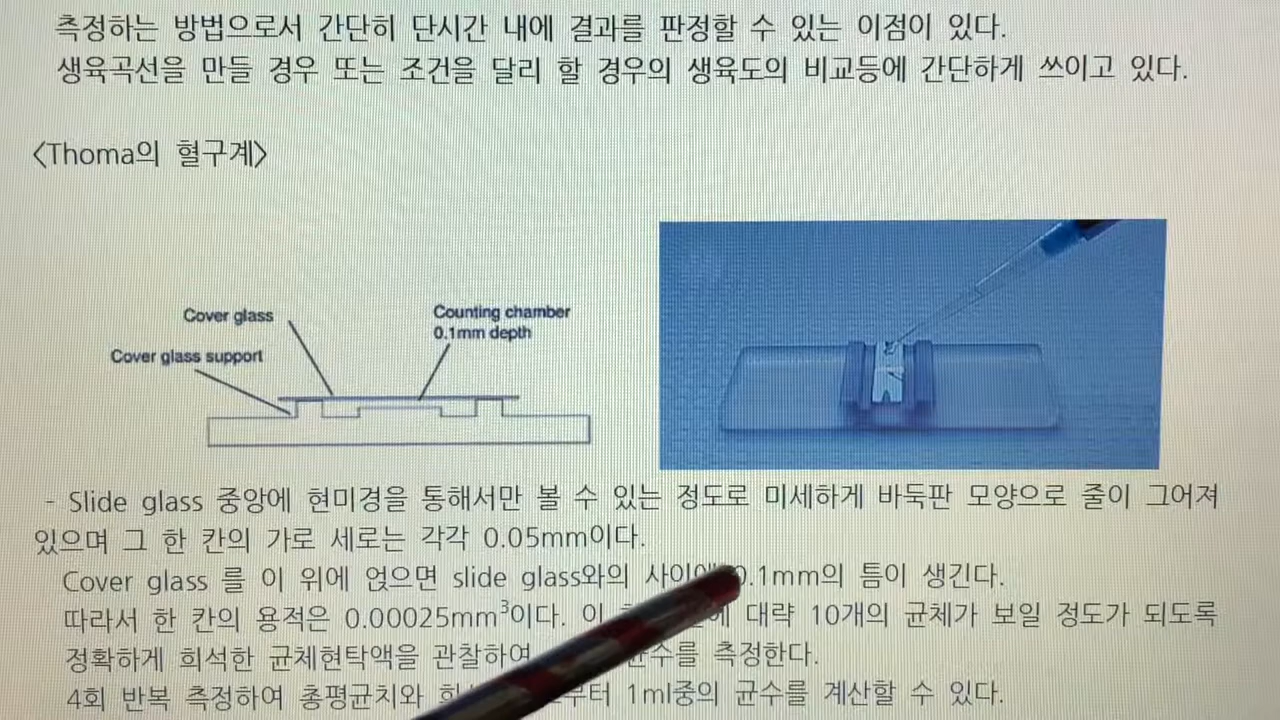 측정하는 방법으로서 간단히 단시간 내에 결과를 판정할 수 있는 이점이 있다.
생육곡선을 만들 경우 또는 조건을 달리 할 경우의 생육도의 비교등에 간단하게 쓰이고 있다.
<Thoma의 혈구계>
Cover glass
Counting chamber
0.1mm depth
Cover glass support
- Slide glass 중앙에 현미경을 통해서만 볼 수 있는 정도로 미세하게 바둑판 모양으로 줄이 그어져
있으며 그 한 칸의 가로 세로는 각각 0.05mm이다.
Cover glass 를 이 위에 얹으면 slide glass와의 사이에 0.1mm의 틈이 생긴다.
따라서 한 칸의 용적은 0.00025mm³이다. 이 대략 10개의 균체가 보일 정도가 되도록
정확하게 희석한 균체현탁액을 관찰하여 균수를 측정한다.
4회 반복 측정하여 총평균치와 1ml중의 균수를 계산할 수 있다.